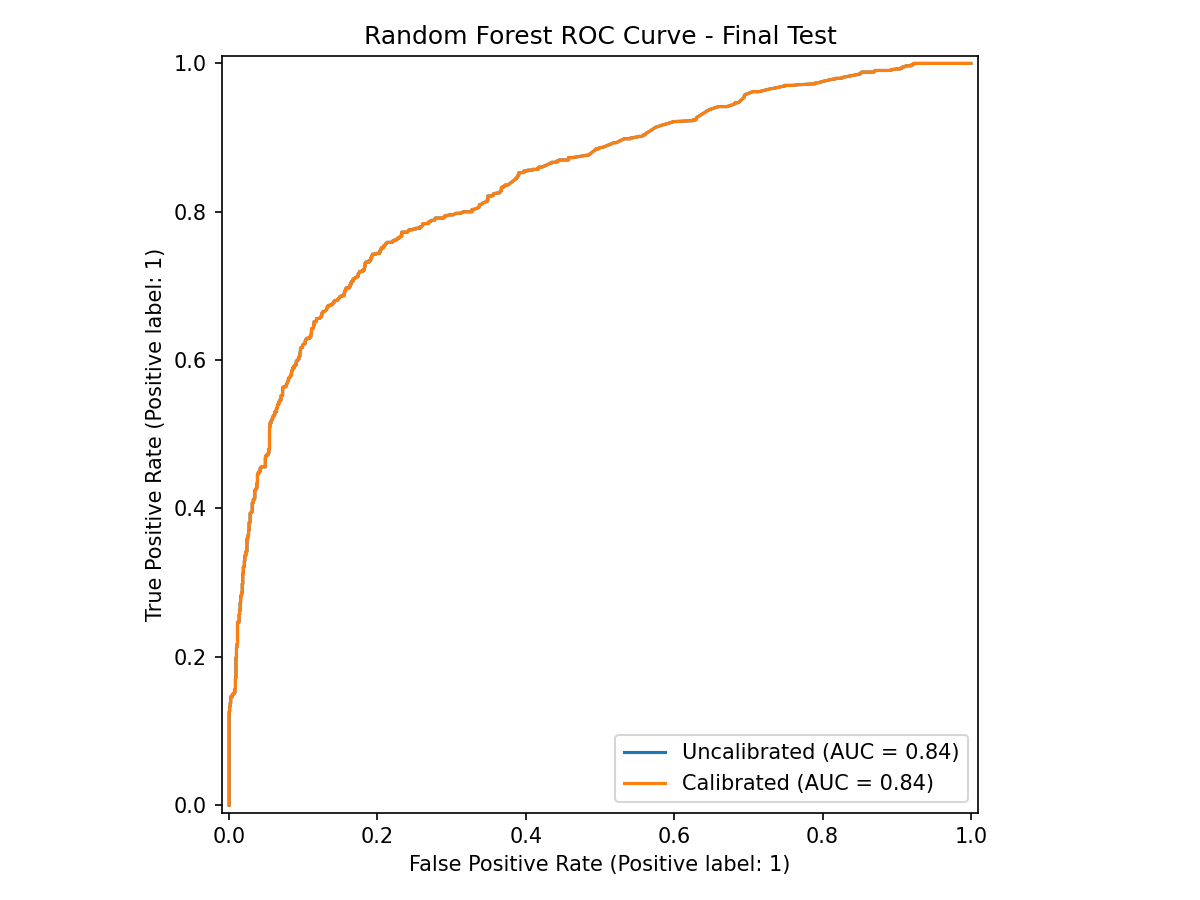 Random Forest ROC Curve - Final Test
True Positive Rate (Positive label: 1)
1.0
0.8
0.6
0.4
0.2
0.0
Uncalibrated (AUC = 0.84)
Calibrated (AUC = 0.84)
0.0 0.2 0.4 0.6 0.8 1.0
False Positive Rate (Positive label: 1)